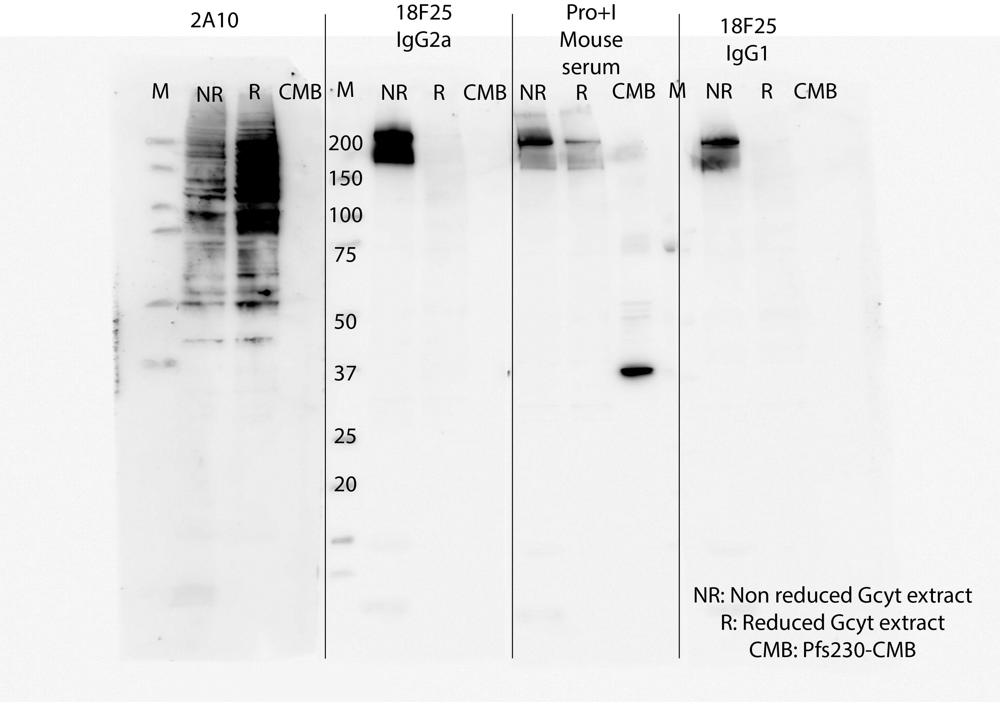 2A10
18F25
IgG2a
Pro+I
Mouse
serum
18F25
IgG1
M NR R CMB M NR R CMB NR R CMB M NR R CMB
200
150
100
75
50
37
25
20
NR: Non reduced Gcyt extract
R: Reduced Gcyt extract
CMB: Pfs230-CMB